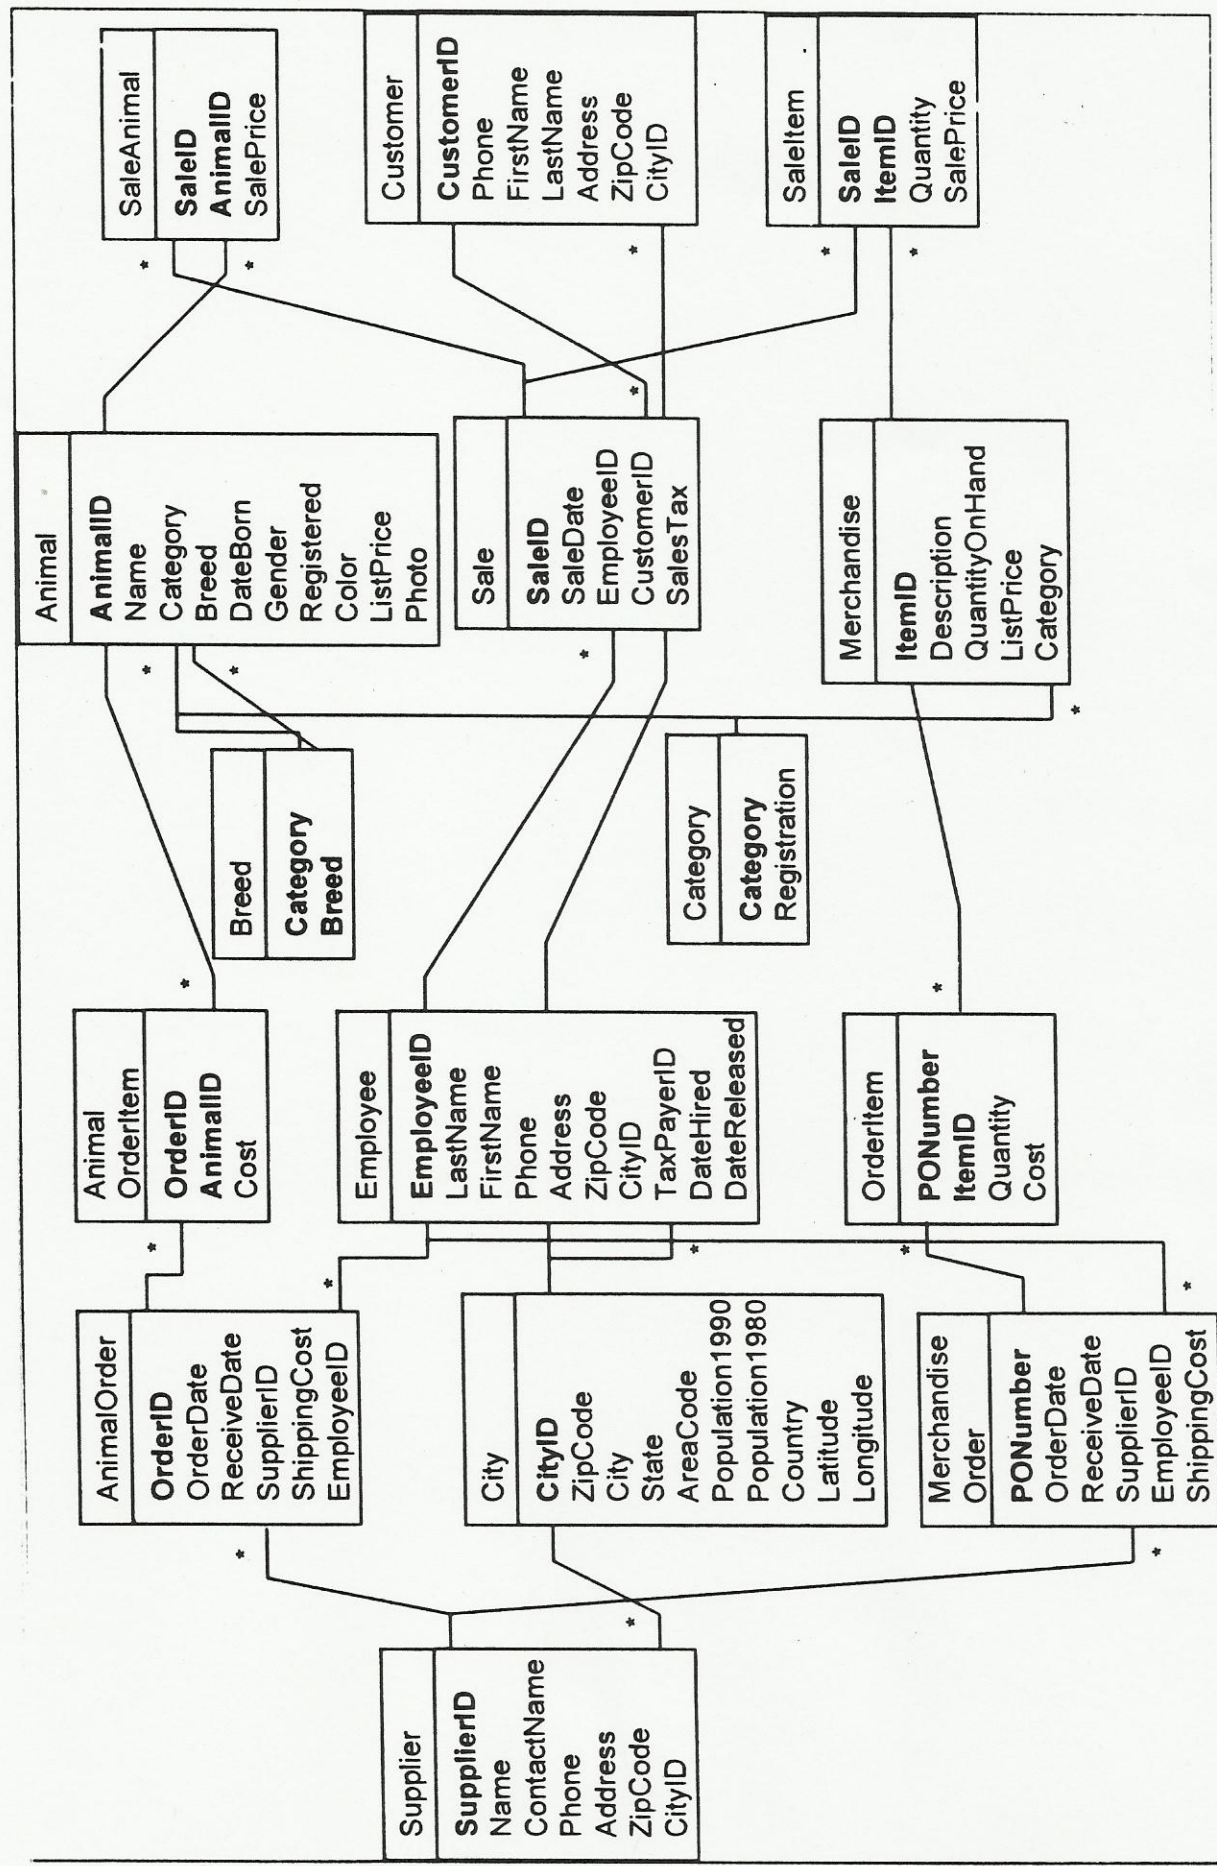 Supplier
SupplierID
Name
ContactName
Phone
Address
ZipCode
CityID
AnimalOrder
OrderID
OrderDate
ReceiveDate
SupplierID
ShippingCost
EmployeeID
*
*
City
CityID
ZipCode
City
State
AreaCode
Population1990
Population1980
Country
Latitude
Longitude
*
Merchandise
Order
PONumber
OrderDate
ReceiveDate
SupplierID
EmployeeID
ShippingCost
*
*
Animal
OrderItem
OrderID
AnimalID
Cost
*
*
Employee
EmployeeID
LastName
FirstName
Phone
Address
ZipCode
CityID
TaxPayerID
DateHired
DateReleased
*
OrderItem
PONumber
ItemID
Quantity
Cost
*
*
Breed
Category
Breed
Category
Category
Registration
Animal
AnimalID
Name
Category
Breed
DateBorn
Gender
Registered
Color
ListPrice
Photo
*
*
Sale
SaleID
SaleDate
EmployeeID
CustomerID
SalesTax
*
*
Merchandise
ItemID
Description
QuantityOnHand
ListPrice
Category
*
SaleAnimal
SaleID
AnimalID
SalePrice
*
*
Customer
CustomerID
Phone
FirstName
LastName
Address
ZipCode
CityID
*
SaleItem
SaleID
ItemID
Quantity
SalePrice
*
*